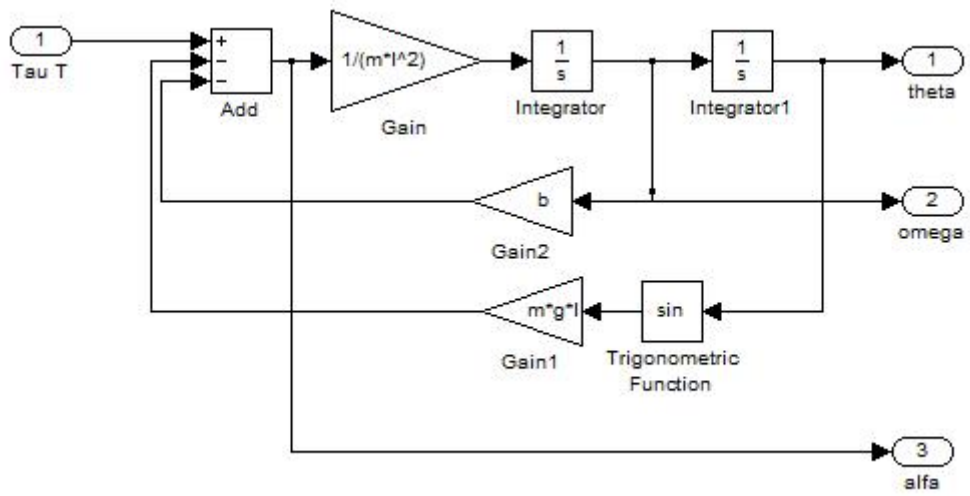 1
Tau T
+
−
−
Add
1/(m*l^2)
Gain
1
s
Integrator
1
s
Integrator1
1
theta
b
Gain2
2
omega
m*g*l
Gain1
sin
Trigonometric
Function
3
alfa